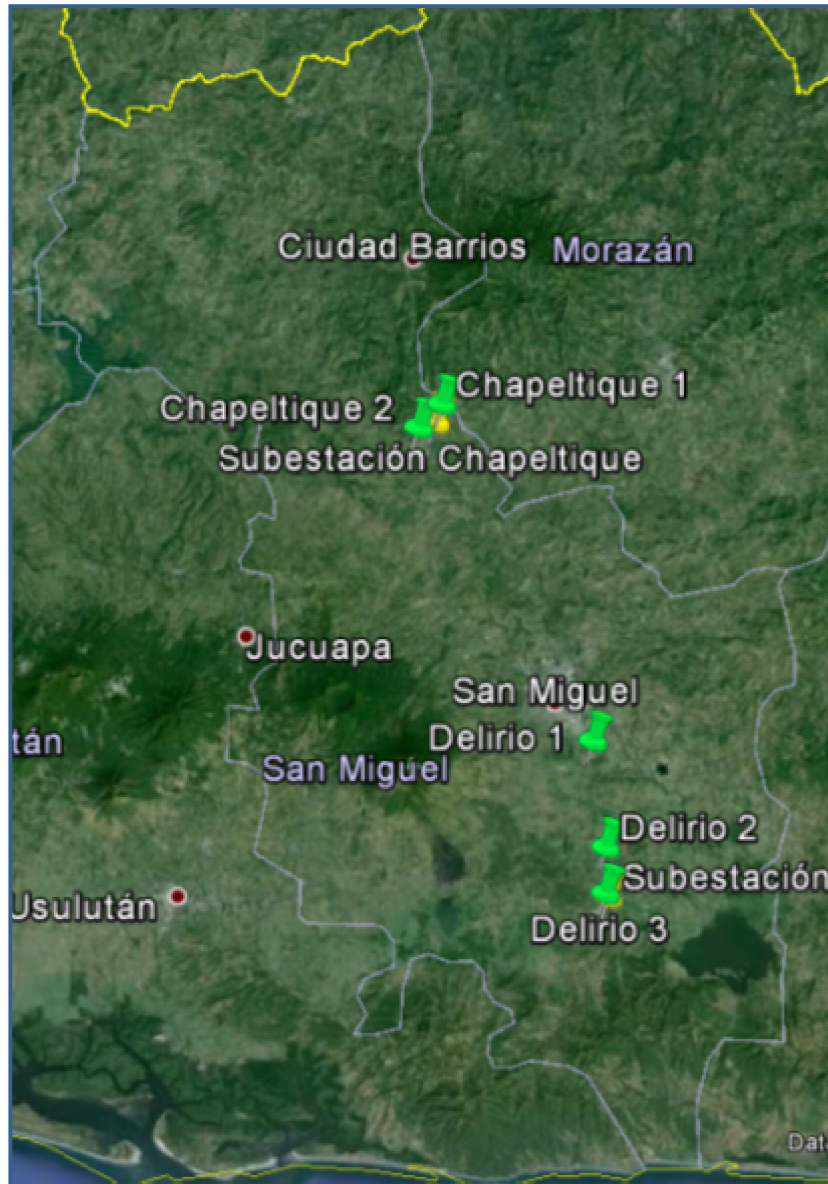 Ciudad Barrios
Morazán
Chapeltique 1
Chapeltique 2
Subestación Chapeltique
Jucuapa
San Miguel
Delirio 1
tán
San Miguel
Delirio 2
Subestación
Usulután
Delirio 3
Data